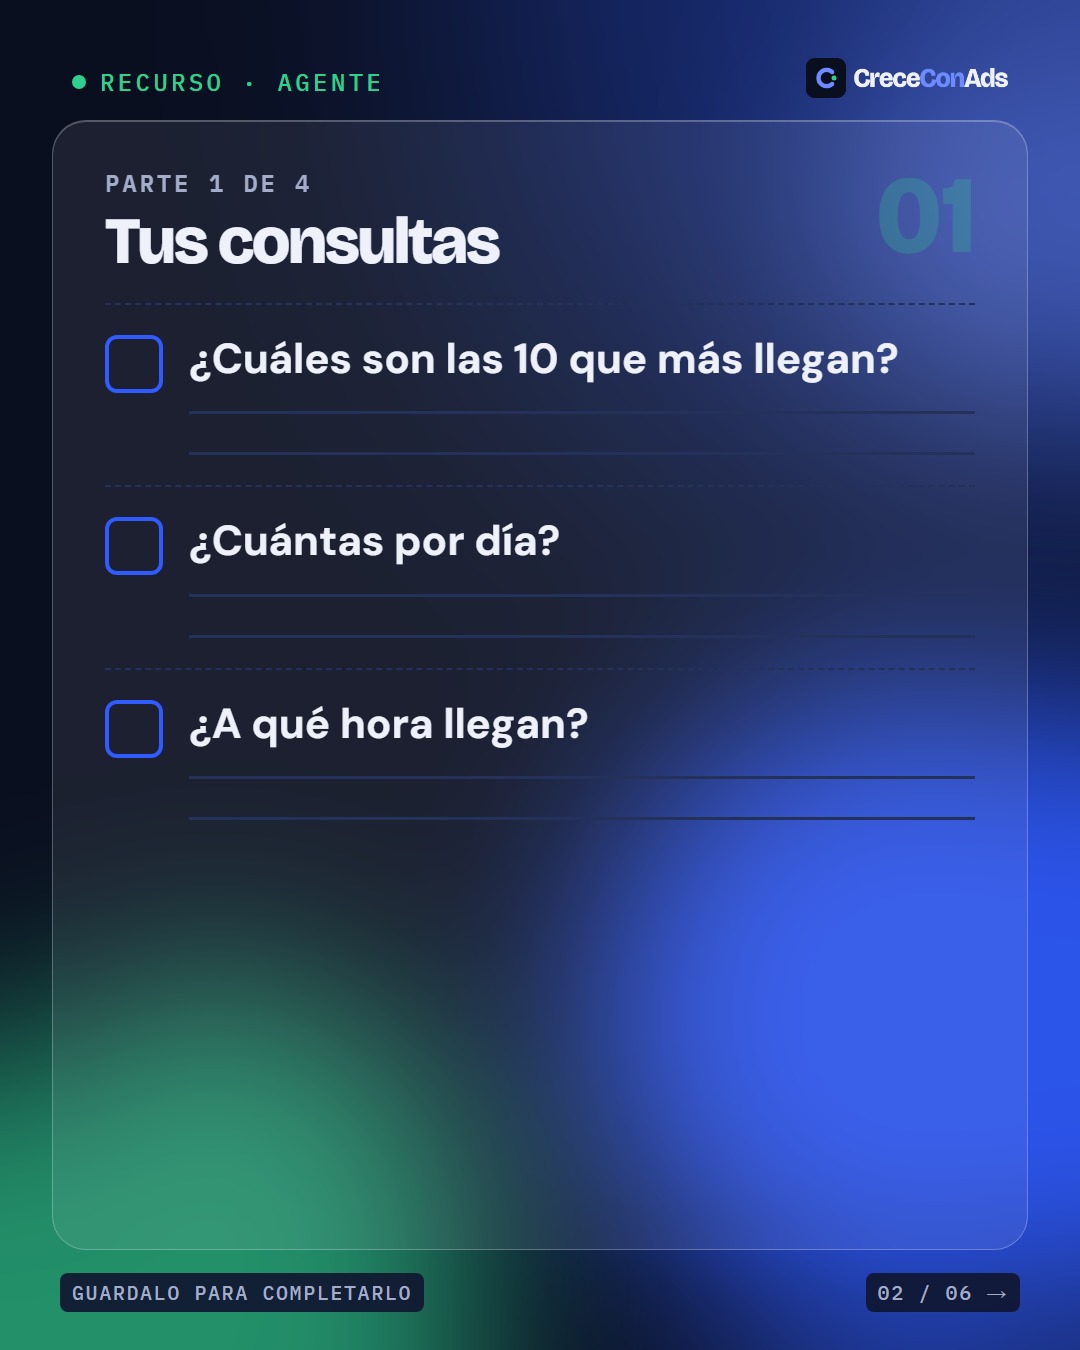 RECURSO · AGENTE
CreceConAds
PARTE 1 DE 4
Tus consultas
01
¿Cuáles son las 10 que más llegan?
¿Cuántas por día?
¿A qué hora llegan?
GUARDALO PARA COMPLETARLO
02 / 06 →